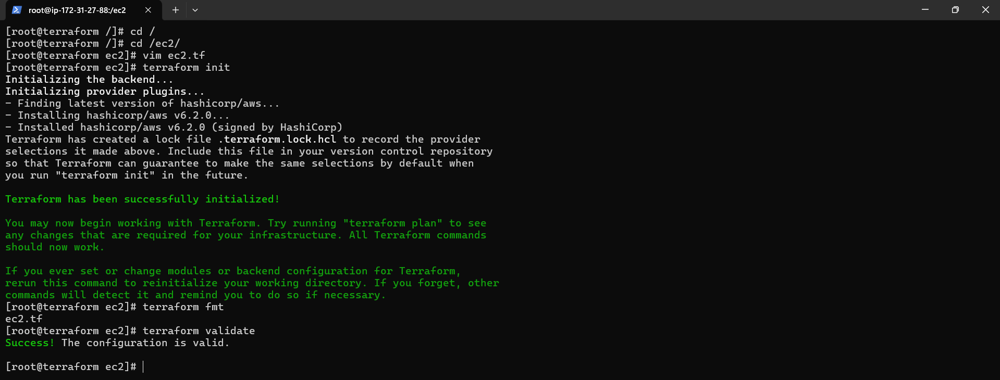 root@ip-172-31-27-88:/ec2
[root@terraform /]# cd /
[root@terraform /]# cd /ec2/
[root@terraform ec2]# vim ec2.tf
[root@terraform ec2]# terraform init
Initializing the backend...
Initializing provider plugins...
- Finding latest version of hashicorp/aws...
- Installing hashicorp/aws v6.2.0...
- Installed hashicorp/aws v6.2.0 (signed by HashiCorp)
Terraform has created a lock file .terraform.lock.hcl to record the provider
selections it made above. Include this file in your version control repository
so that Terraform can guarantee to make the same selections by default when
you run "terraform init" in the future.
Terraform has been successfully initialized!
You may now begin working with Terraform. Try running "terraform plan" to see
any changes that are required for your infrastructure. All Terraform commands
should now work.
If you ever set or change modules or backend configuration for Terraform,
rerun this command to reinitialize your working directory. If you forget, other
commands will detect it and remind you to do so if necessary.
[root@terraform ec2]# terraform fmt
ec2.tf
[root@terraform ec2]# terraform validate
Success! The configuration is valid.
[root@terraform ec2]#